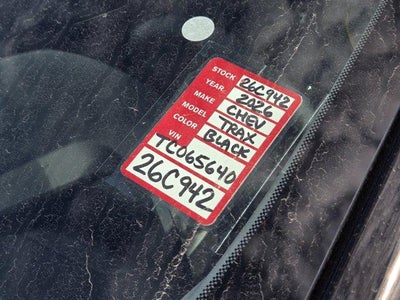 STOCK 26C942
YEAR. 2026
MAKE CHEV
MODEL TRAX
COLOR BLACK
VIN TC065640
26C942